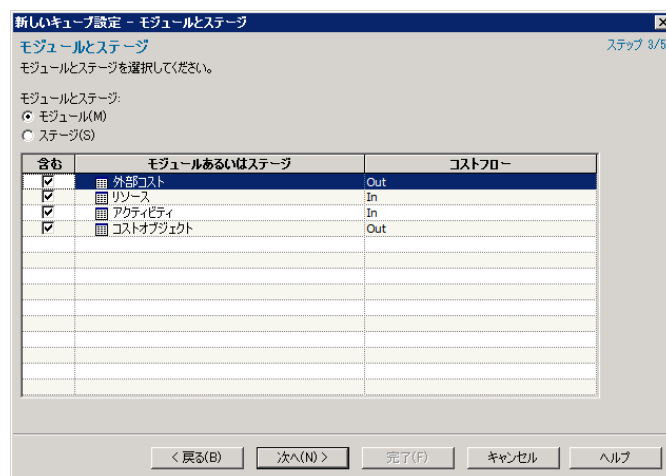 新しいキューブ設定 - モジュールとステージ
モジュールとステージ
ステップ 3/5
モジュールとステージを選択してください。
モジュールとステージ:
モジュール(M)
ステージ(S)
含む モジュールあるいはステージ コストフロー
外部コスト Out
リソース In
アクティビティ In
コストオブジェクト Out
< 戻る(B) 次へ(N) > 完了(F) キャンセル ヘルプ